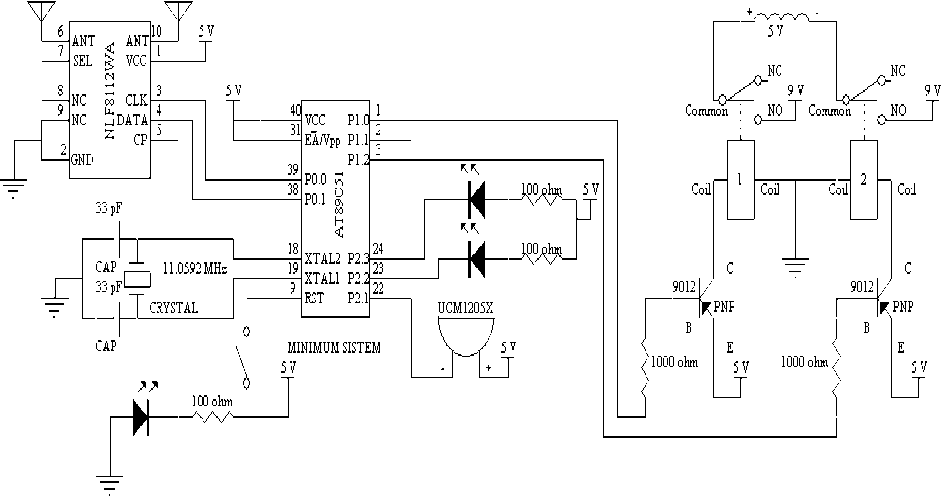 6 ANT
7 SEL
8 NC
9 NC
2 GND
NLF8112WA
ANT 10
VCC 1
CLK 3
DATA 4
CP 5
5 V
5 V
40 VCC
31 EA/Vpp
39 P0.0
38 P0.1
18 XTAL2
19 XTAL1
9 RST
AT89C51
P1.0 1
P1.1 2
P1.2 3
P2.3 24
P2.2 23
P2.1 22
MINIMUM SISTEM
33 pF
CAP
33 pF
CAP
11.0592 MHz
CRYSTAL
100 ohm
5 V
100 ohm
100 ohm
5 V
UCM1205X
- +
5 V
+ -
5 V
NC
Common
NO
9 V
NC
Common
NO
9 V
Coil 1 Coil
Coil 2 Coil
9012
C
PNP
B
E
5 V
1000 ohm
9012
C
PNP
B
E
5 V
1000 ohm